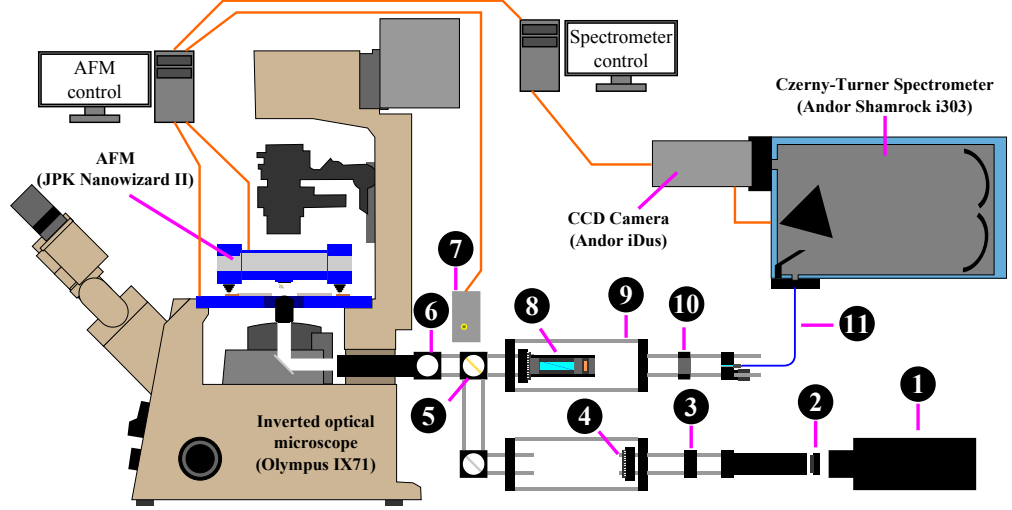 AFM
control
Spectrometer
control
Czerny-Turner Spectrometer
(Andor Shamrock i303)
AFM
(JPK Nanowizard II)
CCD Camera
(Andor iDus)
7
6
8
9
10
11
5
4
3
2
1
Inverted optical
microscope
(Olympus IX71)